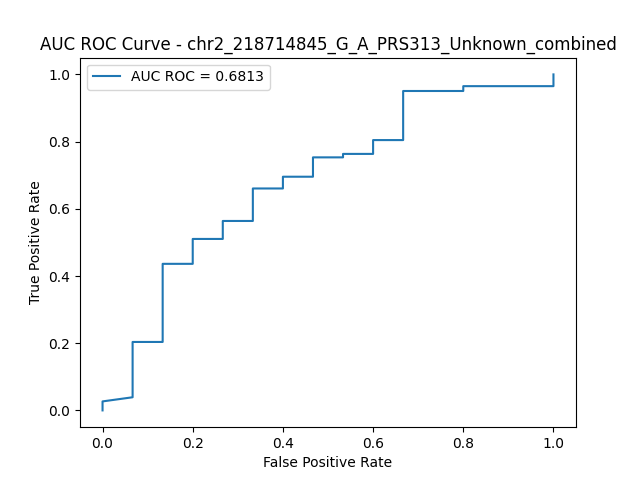 AUC ROC Curve - chr2_218714845_G_A_PRS313_Unknown_combined
AUC ROC = 0.6813
True Positive Rate
1.0
0.8
0.6
0.4
0.2
0.0
0.0 0.2 0.4 0.6 0.8 1.0
False Positive Rate